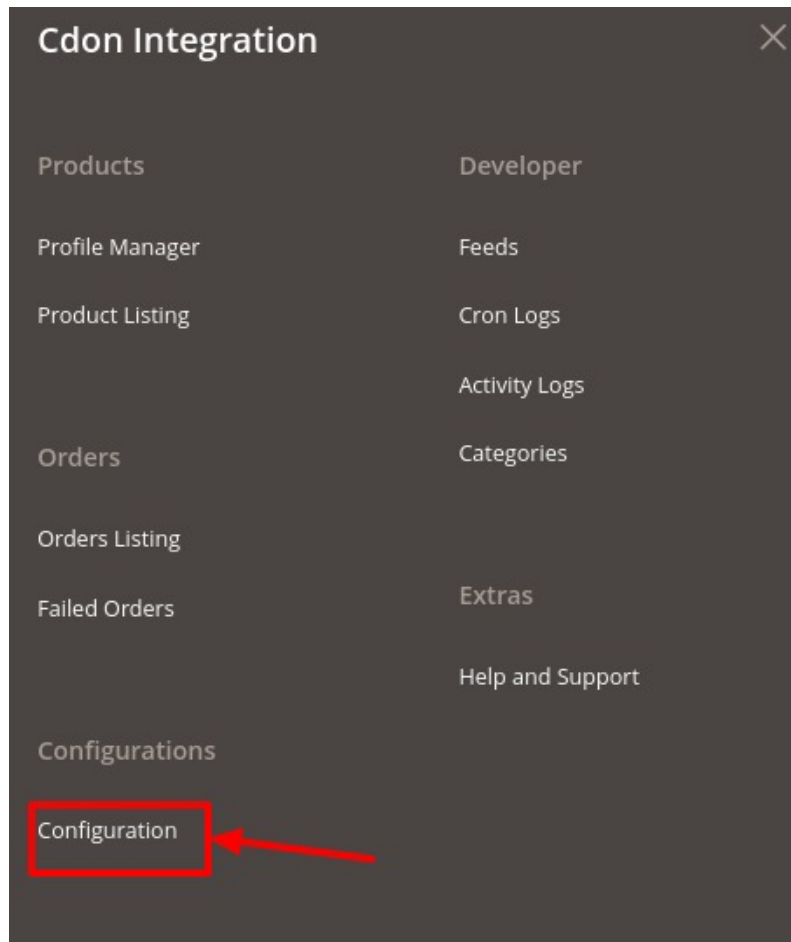 Cdon Integration
Products
Profile Manager
Product Listing
Orders
Orders Listing
Failed Orders
Configurations
Configuration
Developer
Feeds
Cron Logs
Activity Logs
Categories
Extras
Help and Support